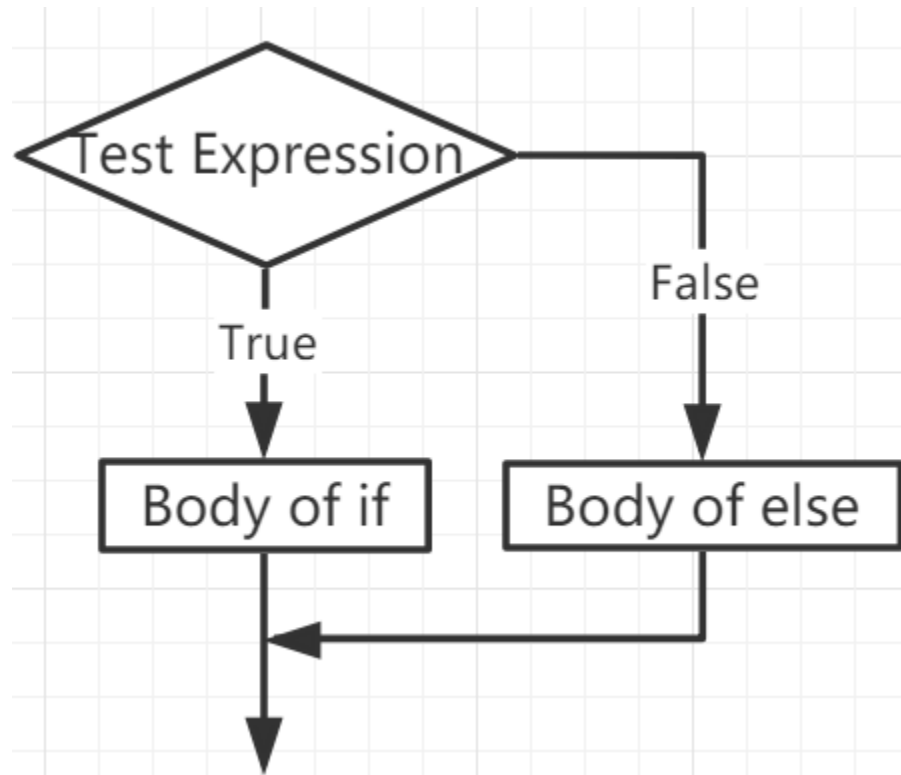 Test Expression
False
True
Body of if
Body of else